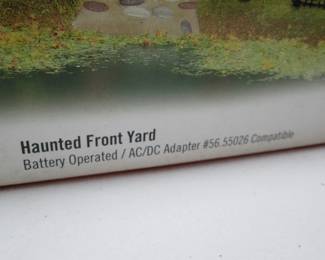 Haunted Front Yard
Battery Operated / AC/DC Adapter #56.55026 Compatible